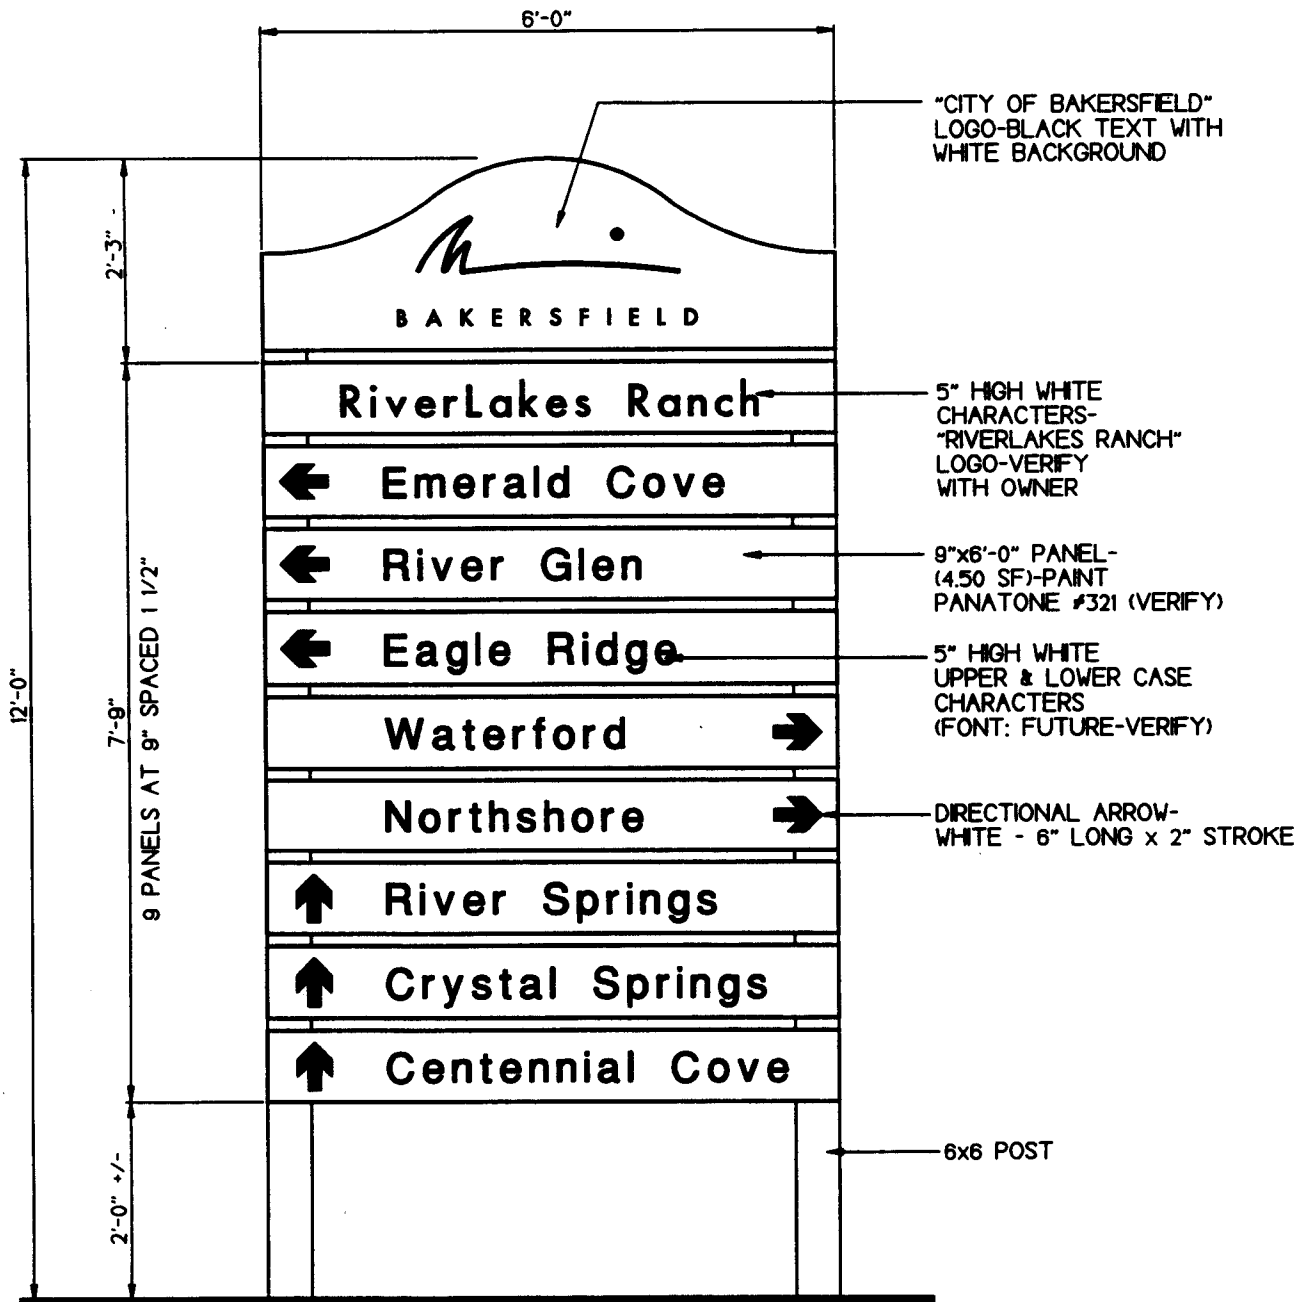 6'-0"
"CITY OF BAKERSFIELD"
LOGO-BLACK TEXT WITH
WHITE BACKGROUND
12'-0"
2'-3"
BAKERSFIELD
7'-9"
9 PANELS AT 9" SPACED 1 1/2"
RiverLakes Ranch
5" HIGH WHITE
CHARACTERS-
"RIVERLAKES RANCH"
LOGO-VERIFY
WITH OWNER
Emerald Cove
River Glen
9"x6'-0" PANEL-
(4.50 SF)-PAINT
PANATONE #321 (VERIFY)
Eagle Ridge
5" HIGH WHITE
UPPER & LOWER CASE
CHARACTERS
(FONT: FUTURE-VERIFY)
Waterford
Northshore
DIRECTIONAL ARROW-
WHITE - 6" LONG x 2" STROKE
River Springs
Crystal Springs
Centennial Cove
2'-0" +/-
6x6 POST